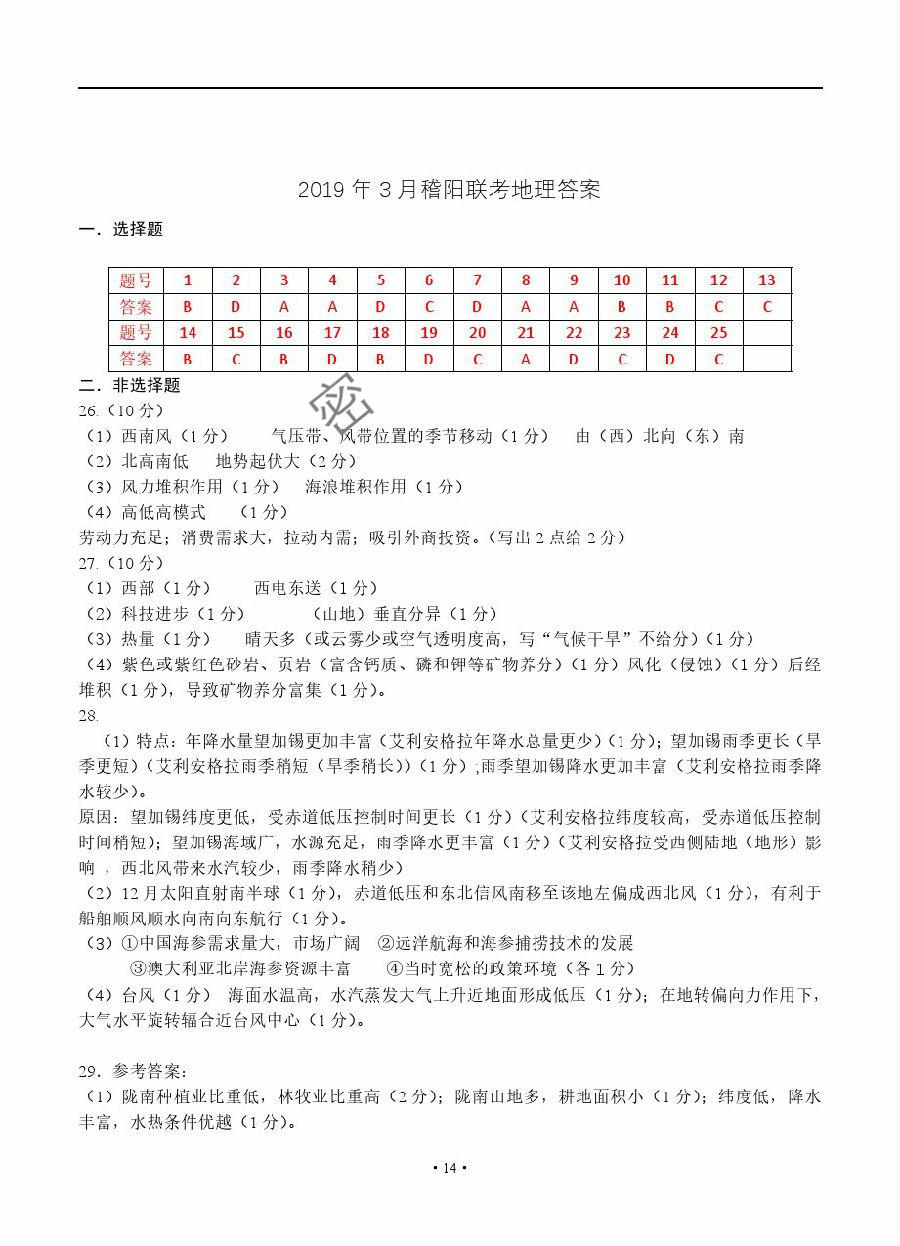 2019 年 3 月稽阳联考地理答案
一．选择题
题号 1 2 3 4 5 6 7 8 9 10 11 12 13
答案 B D A A D C D A A B B C C
题号 14 15 16 17 18 19 20 21 22 23 24 25
答案 B C B D B D C A D C D C
二．非选择题
密
26.（10 分）
（1）西南风（1 分） 气压带、风带位置的季节移动（1 分） 由（西）北向（东）南
（2）北高南低 地势起伏大（2 分）
（3）风力堆积作用（1 分） 海浪堆积作用（1 分）
（4）高低高模式 （1 分）
劳动力充足；消费需求大，拉动内需；吸引外商投资。（写出 2 点给 2 分）
27.（10 分）
（1）西部（1 分） 西电东送（1 分）
（2）科技进步（1 分） （山地）垂直分异（1 分）
（3）热量（1 分） 晴天多（或云雾少或空气透明度高，写“气候干旱”不给分）（1 分）
（4）紫色或紫红色砂岩、页岩（富含钙质、磷和钾等矿物养分）（1 分）风化（侵蚀）（1 分）后经
堆积（1 分），导致矿物养分富集（1 分）。
28.
（1）特点：年降水量望加锡更加丰富（艾利安格拉年降水总量更少）（1 分）；望加锡雨季更长（旱
季更短）（艾利安格拉雨季稍短（旱季稍长））（1 分）;雨季望加锡降水更加丰富（艾利安格拉雨季降
水较少）。
原因：望加锡纬度更低，受赤道低压控制时间更长（1 分）（艾利安格拉纬度较高，受赤道低压控制
时间稍短）；望加锡海域广，水源充足，雨季降水更丰富（1 分）（艾利安格拉受西侧陆地（地形）影
响，西北风带来水汽较少，雨季降水稍少）
（2）12 月太阳直射南半球（1 分），赤道低压和东北信风南移至该地左偏成西北风（1 分），有利于
船舶顺风顺水向南向东航行（1 分）。
（3）①中国海参需求量大，市场广阔 ②远洋航海和海参捕捞技术的发展
③澳大利亚北岸海参资源丰富 ④当时宽松的政策环境（各 1 分）
（4）台风（1 分） 海面水温高，水汽蒸发大气上升近地面形成低压（1 分）；在地转偏向力作用下，
大气水平旋转辐合近台风中心（1 分）。
29．参考答案：
（1）陇南种植业比重低，林牧业比重高（2 分）；陇南山地多，耕地面积小（1 分）；纬度低，降水
丰富，水热条件优越（1 分）。
· 14 ·